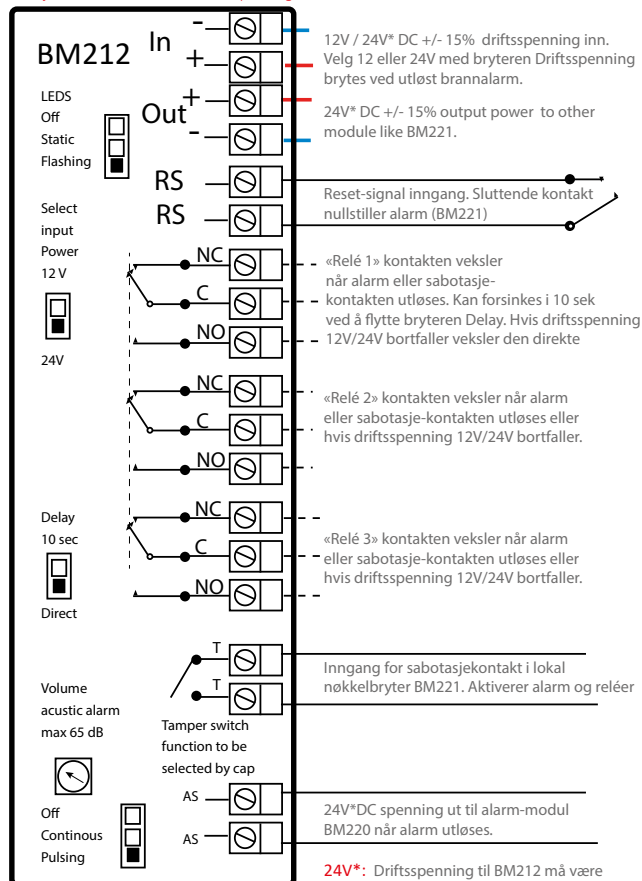 BM212
In
-
+
Out
+
-
12V / 24V* DC +/- 15% driftsspenning inn.
Velg 12 eller 24V med bryteren Driftsspenning
brytes ved utløst brannalarm.
24V* DC +/- 15% output power to other
module like BM221.
LEDS
Off
Static
Flashing
RS
RS
Reset-signal inngang. Sluttende kontakt
nullstiller alarm (BM221)
Select
input
Power
12 V
24V
NC
C
NO
«Relé 1» kontakten veksler
når alarm eller sabotasje-
kontakten utløses. Kan forsinkes i 10 sek
ved å flytte bryteren Delay. Hvis driftsspenning
12V/24V bortfaller veksler den direkte
NC
C
NO
«Relé 2» kontakten veksler når alarm
eller sabotasje-kontakten utløses eller
hvis driftsspenning 12V/24V bortfaller.
Delay
10 sec
Direct
NC
C
NO
«Relé 3» kontakten veksler når alarm
eller sabotasje-kontakten utløses eller
hvis driftsspenning 12V/24V bortfaller.
T
T
Tamper switch
function to be
selected by cap
Inngang for sabotasjekontakt i lokal
nøkkelbryter BM221. Aktiverer alarm og reléer
Volume
acustic alarm
max 65 dB
Off
Continous
Pulsing
AS
AS
24V*DC spenning ut til alarm-modul
BM220 når alarm utløses.
24V*: Driftsspenning til BM212 må være